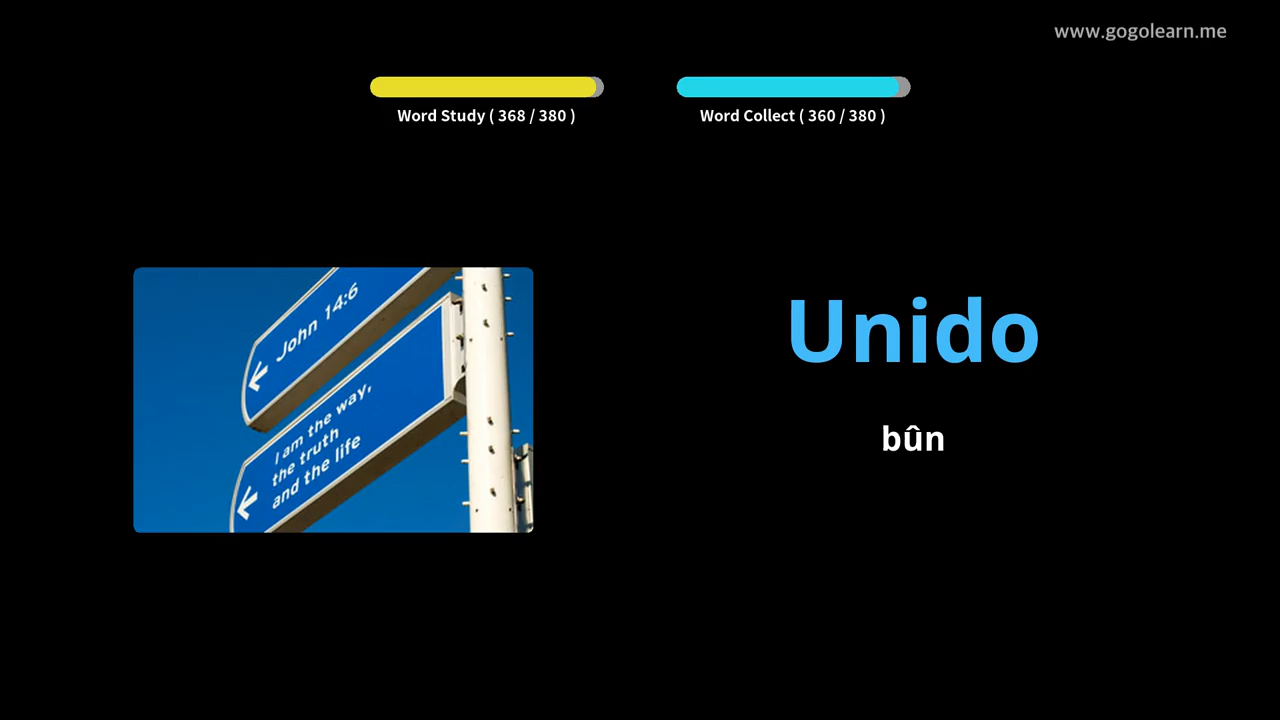 www.gogolearn.me
Word Study ( 368 / 380 )
Word Collect ( 360 / 380 )
John 14:6
I am the way,
the truth
and the life
Unido
bûn